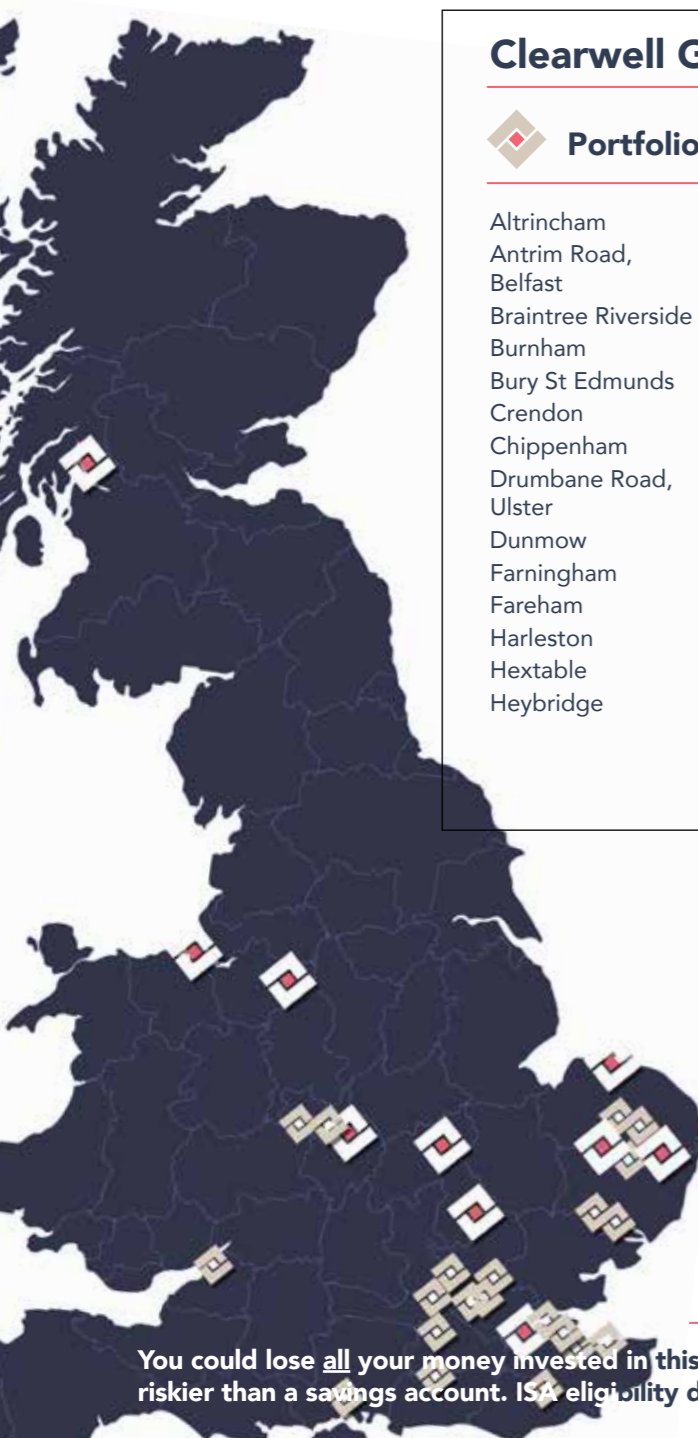 Clearwell G
Portfolio
Altrincham
Antrim Road,
Belfast
Braintree Riverside
Burnham
Bury St Edmunds
Crendon
Chippenham
Drumbane Road,
Ulster
Dunmow
Farningham
Fareham
Harleston
Hextable
Heybridge
You could lose all your money invested in this
riskier than a savings account. ISA eligibility d